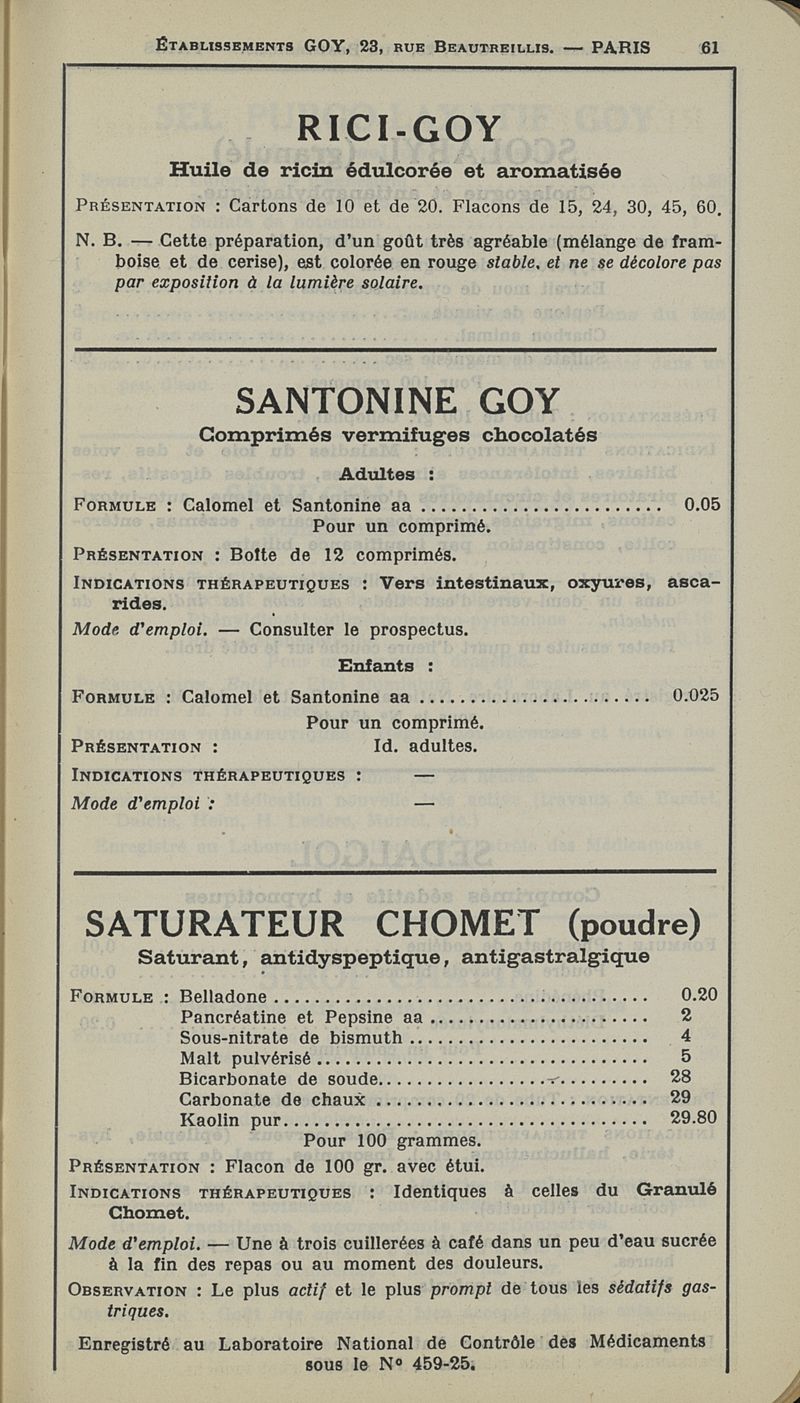 Établissements GOY, 23, rue Beautreillis. — PARIS 61
RICI-GOY
Huile de ricin édulcorée et aromatisée
Présentation : Cartons de 10 et de 20. Flacons de 15, 24, 30, 45, 60.
N. B. — Cette préparation, d'un goût très agréable (mélange de fram-
boise et de cerise), est colorée en rouge stable, et ne se décolore pas
par exposition à la lumière solaire.
SANTONINE GOY
Comprimés vermifuges chocolatés
Adultes :
Formule : Calomel et Santonine aa ........................ 0.05
Pour un comprimé.
Présentation : Boîte de 12 comprimés.
Indications thérapeutiques : Vers intestinaux, oxyures, asca-
rides.
Mode d'emploi. — Consulter le prospectus.
Enfants :
Formule : Calomel et Santonine aa ........................ 0.025
Pour un comprimé.
Présentation : Id. adultes.
Indications thérapeutiques : —
Mode d'emploi : —
SATURATEUR CHOMET (poudre)
Saturant, antidyspeptique, antigastralgique
Formule : Belladone ...................................... 0.20
Pancréatine et Pepsine aa ...................... 2
Sous-nitrate de bismuth ........................ 4
Malt pulvérisé ................................. 5
Bicarbonate de soude........................... 28
Carbonate de chaux ............................ 29
Kaolin pur..................................... 29.80
Pour 100 grammes.
Présentation : Flacon de 100 gr. avec étui.
Indications thérapeutiques : Identiques à celles du Granulé
Chomet.
Mode d'emploi. — Une à trois cuillerées à café dans un peu d'eau sucrée
à la fin des repas ou au moment des douleurs.
Observation : Le plus actif et le plus prompt de tous les sédatifs gas-
triques.
Enregistré au Laboratoire National de Contrôle des Médicaments
sous le N° 459-25.